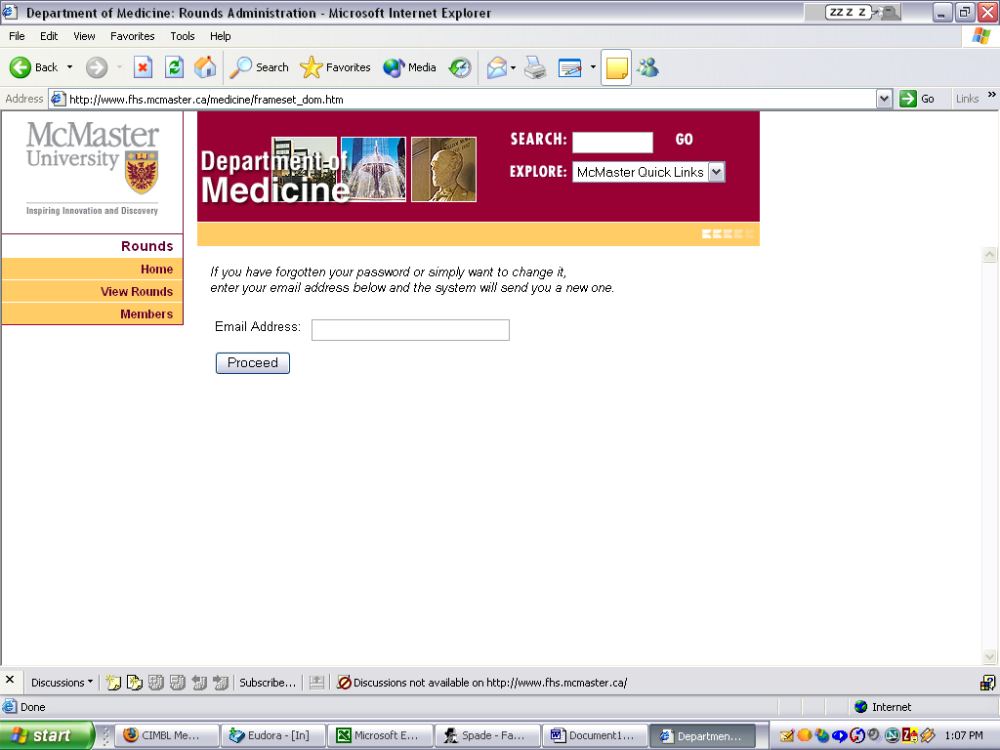 Department of Medicine: Rounds Administration - Microsoft Internet Explorer
ZZ Z Z
File Edit View Favorites Tools Help
Back Search Favorites Media
Address http://www.fhs.mcmaster.ca/medicine/frameset_dom.htm Go Links »
McMaster
University
Inspiring Innovation and Discovery
Department of
Medicine
SEARCH: GO
EXPLORE: McMaster Quick Links
Rounds
Home
View Rounds
Members
If you have forgotten your password or simply want to change it,
enter your email address below and the system will send you a new one.
Email Address:
Proceed
Discussions Subscribe... Discussions not available on http://www.fhs.mcmaster.ca/
Done Internet
start CIMBL Me... Eudora - [In] Microsoft E... Spade - Fa... Document1... Departmen... 1:07 PM